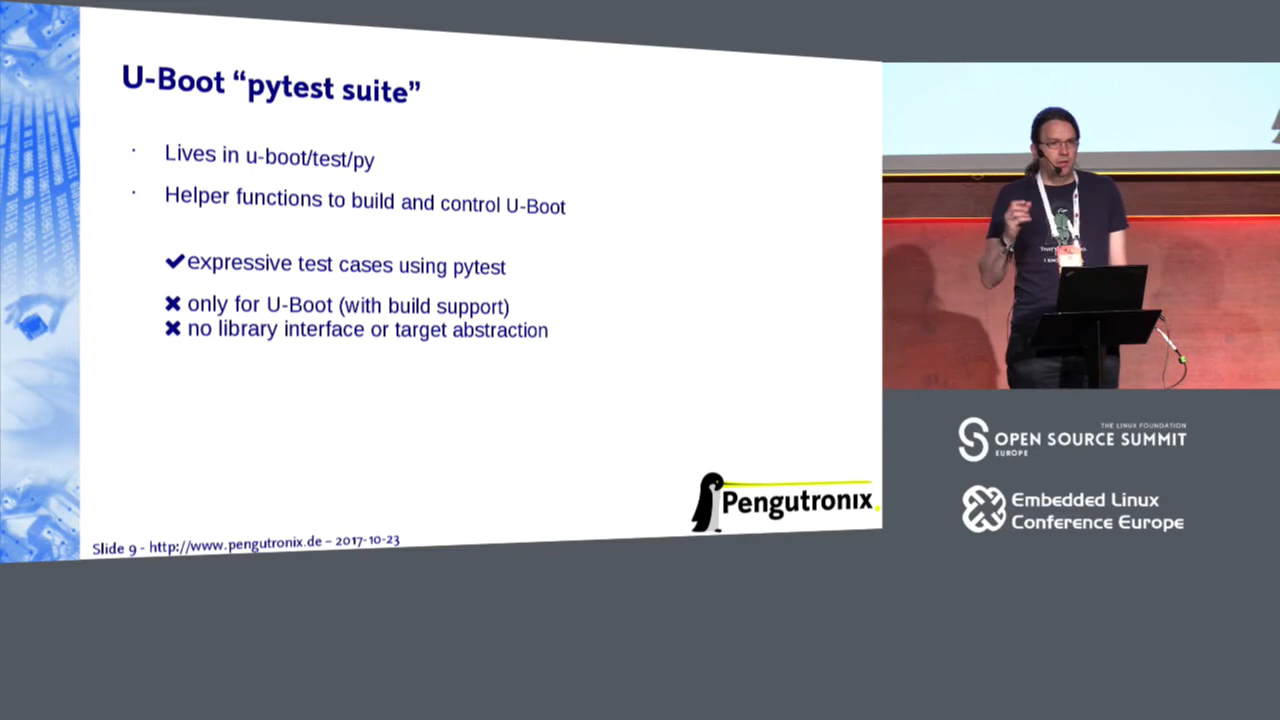 U-Boot “pytest suite”
· Lives in u-boot/test/py
· Helper functions to build and control U-Boot
✔expressive test cases using pytest
✖ only for U-Boot (with build support)
✖ no library interface or target abstraction
Pengutronix
Slide 9 - http://www.pengutronix.de – 2017-10-23
THE LINUX FOUNDATION
OPEN SOURCE SUMMIT
EUROPE
Embedded Linux
Conference Europe